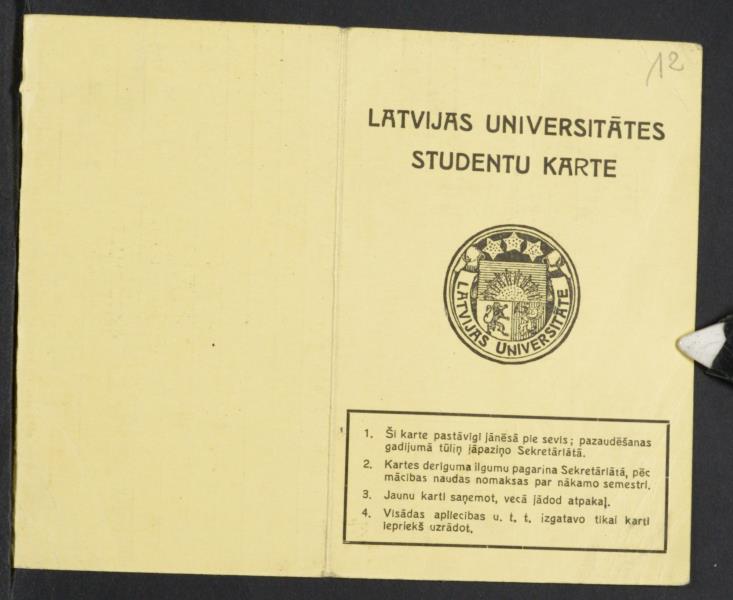 12
LATVIJAS UNIVERSITĀTES
STUDENTU KARTE
LATVIJAS UNIVERSITĀTE
1. Šī karte pastāvīgi jānēsā pie sevis; pazaudēšanas
gadījumā tūliņ jāpaziņo Sekretāriātā.
2. Kartes derīguma ilgumu pagarina Sekretāriātā, pēc
mācības naudas nomaksas par nākamo semestri.
3. Jaunu karti saņemot, vecā jādod atpakaļ.
4. Visādas apliecības u. t. t. izgatavo tikai karti
iepriekš uzrādot.